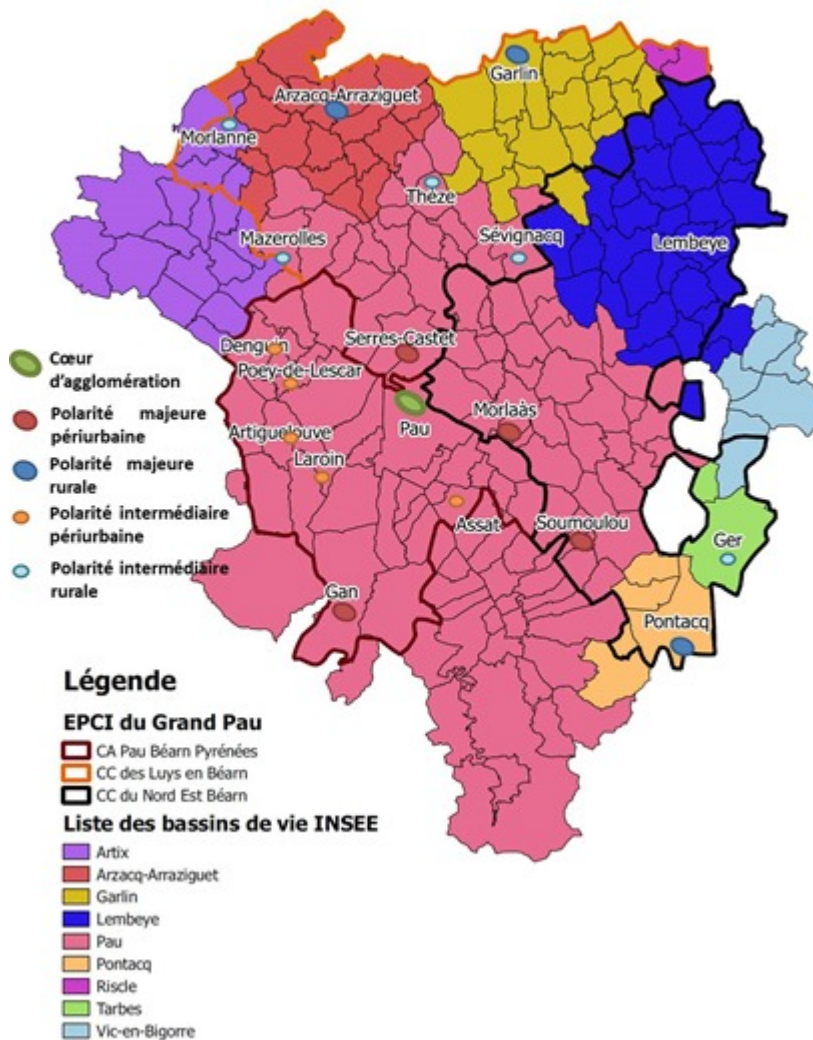 Garlin
Arzacq-Arraziguet
Morlanne
Thèze
Mazerolles
Sévignacq
Lembeye
Denguin
Serres-Castet
Poey-de-Lescar
Pau
Morlaàs
Artiguelouve
Laroin
Assat
Soumoulou
Ger
Gan
Pontacq
Cœur
d'agglomération
Polarité majeure
périurbaine
Polarité majeure
rurale
Polarité intermédiaire
périurbaine
Polarité intermédiaire
rurale
Légende
EPCI du Grand Pau
CA Pau Béarn Pyrénées
CC des Luys en Béarn
CC du Nord Est Béarn
Liste des bassins de vie INSEE
Artix
Arzacq-Arraziguet
Garlin
Lembeye
Pau
Pontacq
Riscle
Tarbes
Vic-en-Bigorre